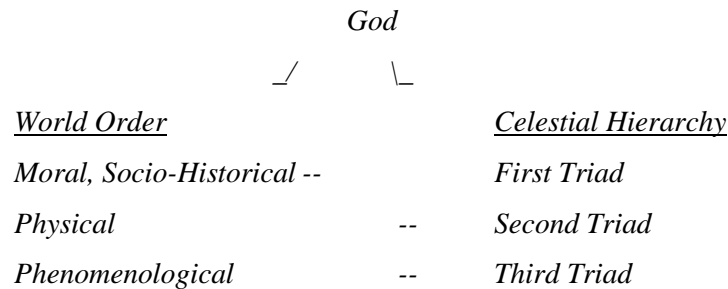 God
_/ \_
World Order Celestial Hierarchy
Moral, Socio-Historical -- First Triad
Physical -- Second Triad
Phenomenological -- Third Triad